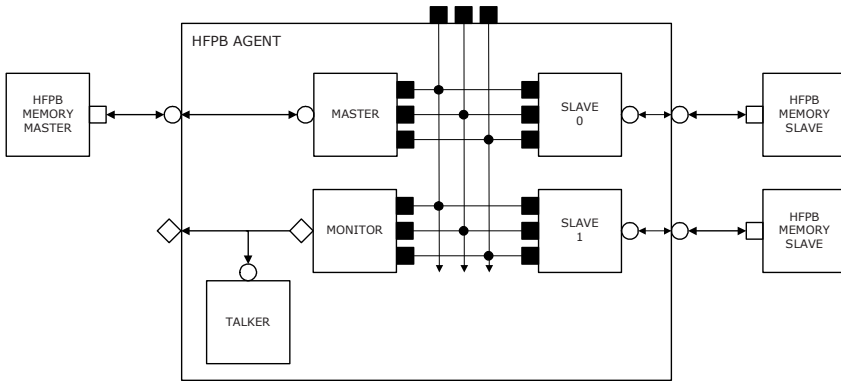 HFPB AGENT
HFPB
MEMORY
MASTER
MASTER
SLAVE
0
HFPB
MEMORY
SLAVE
MONITOR
SLAVE
1
HFPB
MEMORY
SLAVE
TALKER